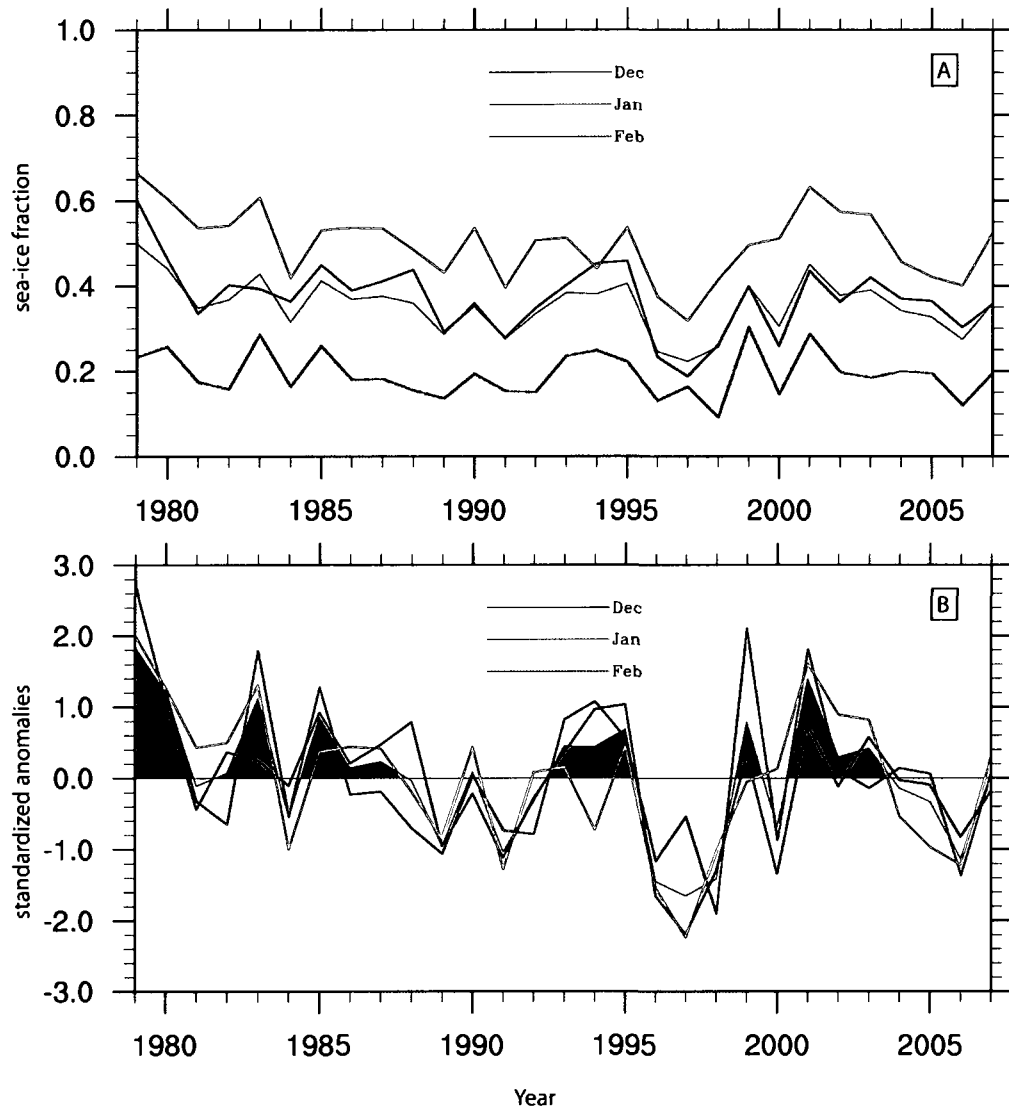 1.0
A
Dec
0.8
Jan
Feb
sea-ice fraction
0.6
0.4
0.2
0.0
1980 1985 1990 1995 2000 2005
3.0
B
Dec
2.0
Jan
Feb
standardized anomalies
1.0
0.0
-1.0
-2.0
-3.0
1980 1985 1990 1995 2000 2005
Year